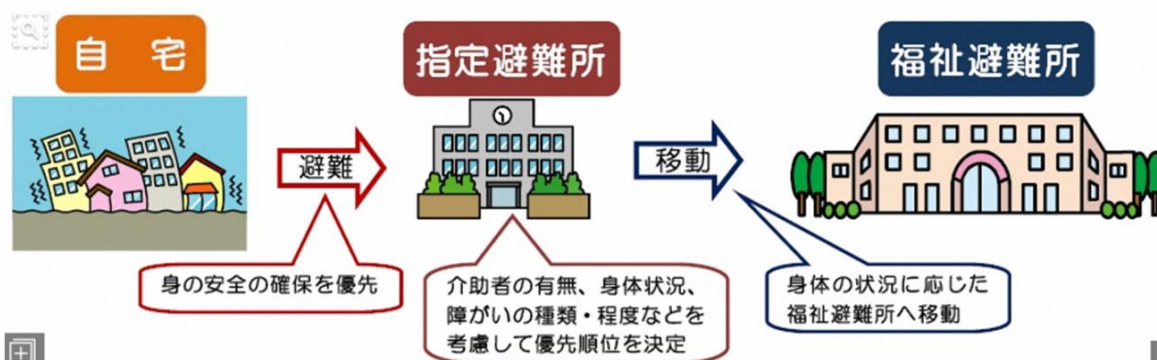 自 宅
指定避難所
福祉避難所
避難
移動
身の安全の確保を優先
介助者の有無、身体状況、
障がいの種類・程度などを
考慮して優先順位を決定
身体の状況に応じた
福祉避難所へ移動